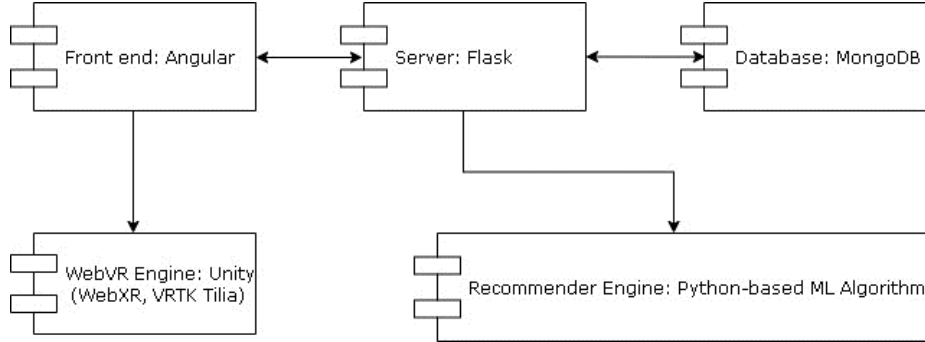 Front end: Angular
Server: Flask
Database: MongoDB
WebVR Engine: Unity
(WebXR, VRTK Tilia)
Recommender Engine: Python-based ML Algorithm